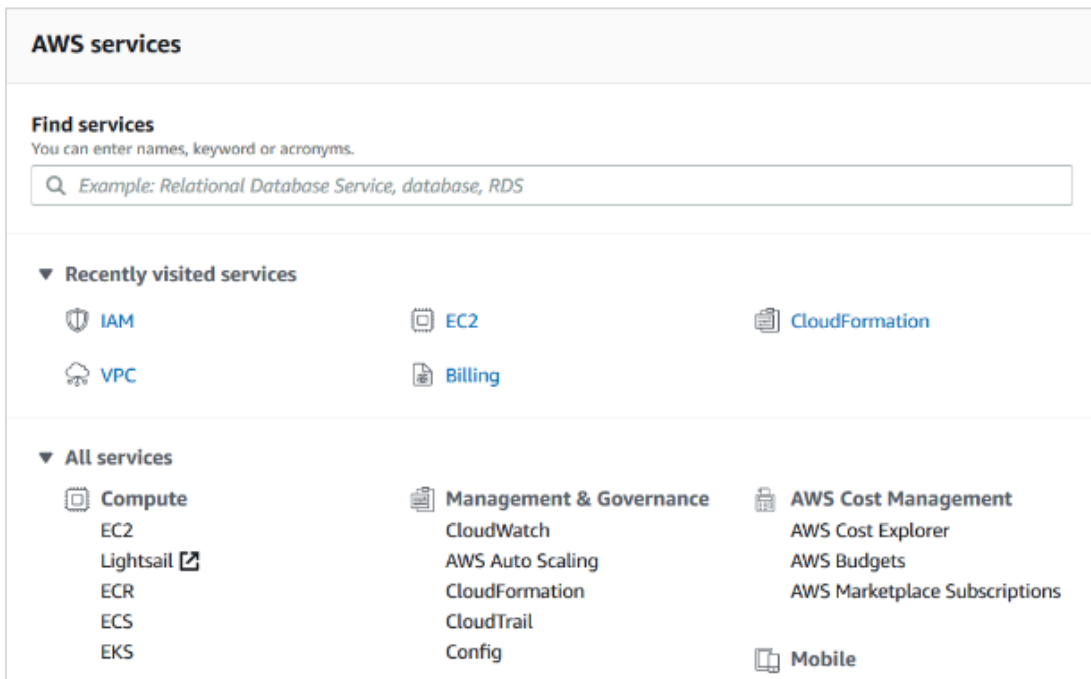 AWS services
Find services
You can enter names, keyword or acronyms.
Example: Relational Database Service, database, RDS
Recently visited services
IAM
EC2
CloudFormation
VPC
Billing
All services
Compute
EC2
Lightsail
ECR
ECS
EKS
Management & Governance
CloudWatch
AWS Auto Scaling
CloudFormation
CloudTrail
Config
AWS Cost Management
AWS Cost Explorer
AWS Budgets
AWS Marketplace Subscriptions
Mobile